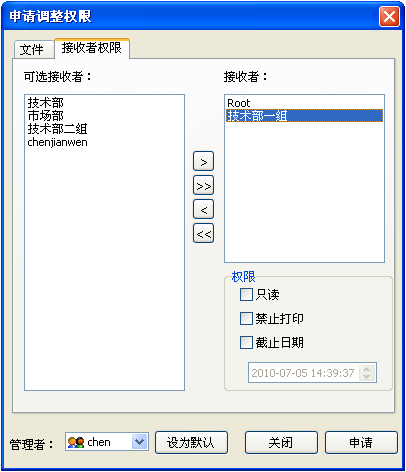 申请调整权限
文件 接收者权限
可选接收者： 接收者：
技术部
市场部
技术部二组
chenjianwen
Root
技术部一组
>
>>
<
<<
权限
只读
禁止打印
截止日期
2010-07-05 14:39:37
管理者： chen 设为默认 关闭 申请